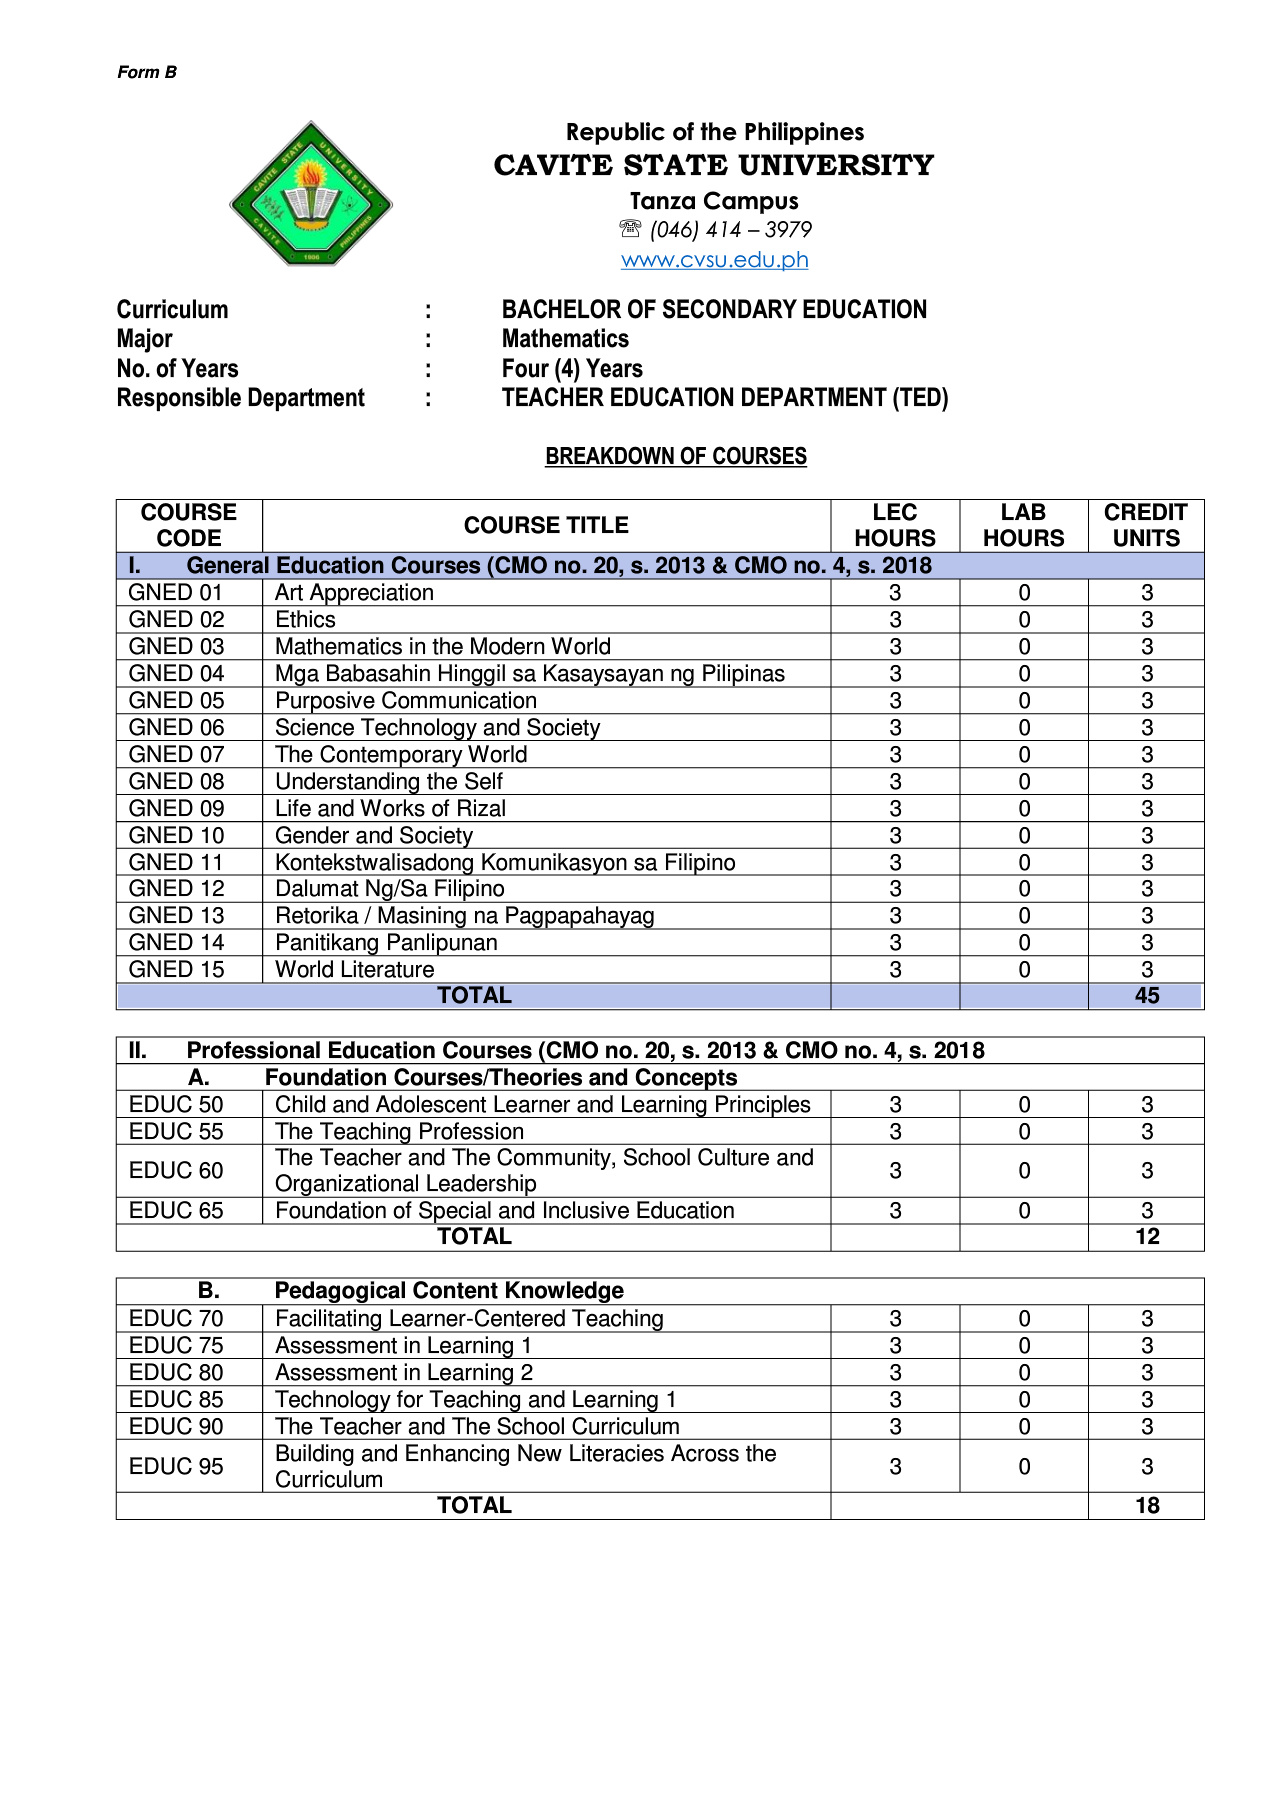 Form B
CAVITE STATE UNIVERSITY
CAVITE PHILIPPINES
1906
Republic of the Philippines
CAVITE STATE UNIVERSITY
Tanza Campus
☏ (046) 414 – 3979
www.cvsu.edu.ph
Curriculum : BACHELOR OF SECONDARY EDUCATION
Major : Mathematics
No. of Years : Four (4) Years
Responsible Department : TEACHER EDUCATION DEPARTMENT (TED)
BREAKDOWN OF COURSES
COURSE CODE COURSE TITLE LEC HOURS LAB HOURS CREDIT UNITS
I. General Education Courses (CMO no. 20, s. 2013 & CMO no. 4, s. 2018
GNED 01 Art Appreciation 3 0 3
GNED 02 Ethics 3 0 3
GNED 03 Mathematics in the Modern World 3 0 3
GNED 04 Mga Babasahin Hinggil sa Kasaysayan ng Pilipinas 3 0 3
GNED 05 Purposive Communication 3 0 3
GNED 06 Science Technology and Society 3 0 3
GNED 07 The Contemporary World 3 0 3
GNED 08 Understanding the Self 3 0 3
GNED 09 Life and Works of Rizal 3 0 3
GNED 10 Gender and Society 3 0 3
GNED 11 Kontekstwalisadong Komunikasyon sa Filipino 3 0 3
GNED 12 Dalumat Ng/Sa Filipino 3 0 3
GNED 13 Retorika / Masining na Pagpapahayag 3 0 3
GNED 14 Panitikang Panlipunan 3 0 3
GNED 15 World Literature 3 0 3
TOTAL 45
II. Professional Education Courses (CMO no. 20, s. 2013 & CMO no. 4, s. 2018
A. Foundation Courses/Theories and Concepts
EDUC 50 Child and Adolescent Learner and Learning Principles 3 0 3
EDUC 55 The Teaching Profession 3 0 3
EDUC 60 The Teacher and The Community, School Culture and
Organizational Leadership 3 0 3
EDUC 65 Foundation of Special and Inclusive Education 3 0 3
TOTAL 12
B. Pedagogical Content Knowledge
EDUC 70 Facilitating Learner-Centered Teaching 3 0 3
EDUC 75 Assessment in Learning 1 3 0 3
EDUC 80 Assessment in Learning 2 3 0 3
EDUC 85 Technology for Teaching and Learning 1 3 0 3
EDUC 90 The Teacher and The School Curriculum 3 0 3
EDUC 95 Building and Enhancing New Literacies Across the
Curriculum 3 0 3
TOTAL 18